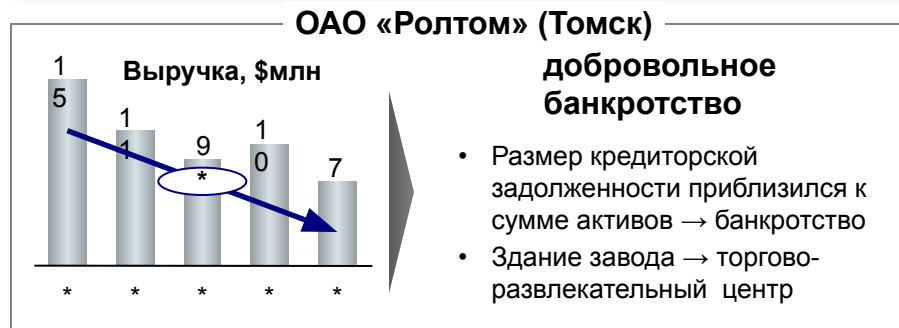 ОАО «Ролтом» (Томск)
Выручка, $млн
1
5
1
1
9
*
1
0
7
* * * * *
добровольное
банкротство
• Размер кредиторской
задолженности приблизился к
сумме активов → банкротство
• Здание завода → торгово-
развлекательный центр